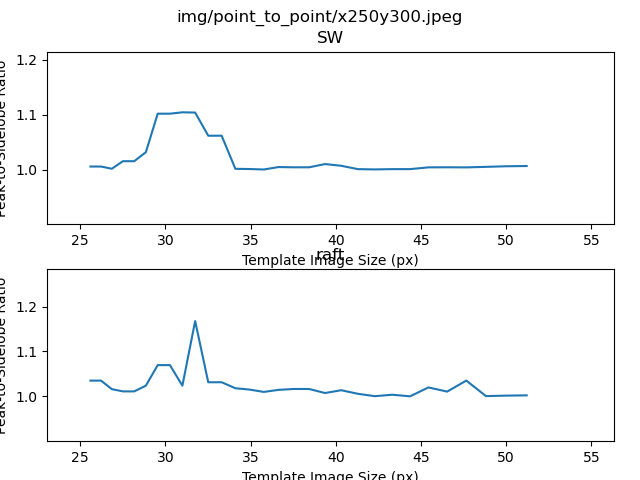 img/point_to_point/x250y300.jpeg
SW
Peak-to-Sidelobe Ratio
1.2
1.1
1.0
25 30 35 40 45 50 55
Template Image Size (px)
raft
Peak-to-Sidelobe Ratio
1.2
1.1
1.0
25 30 35 40 45 50 55
Template Image Size (px)